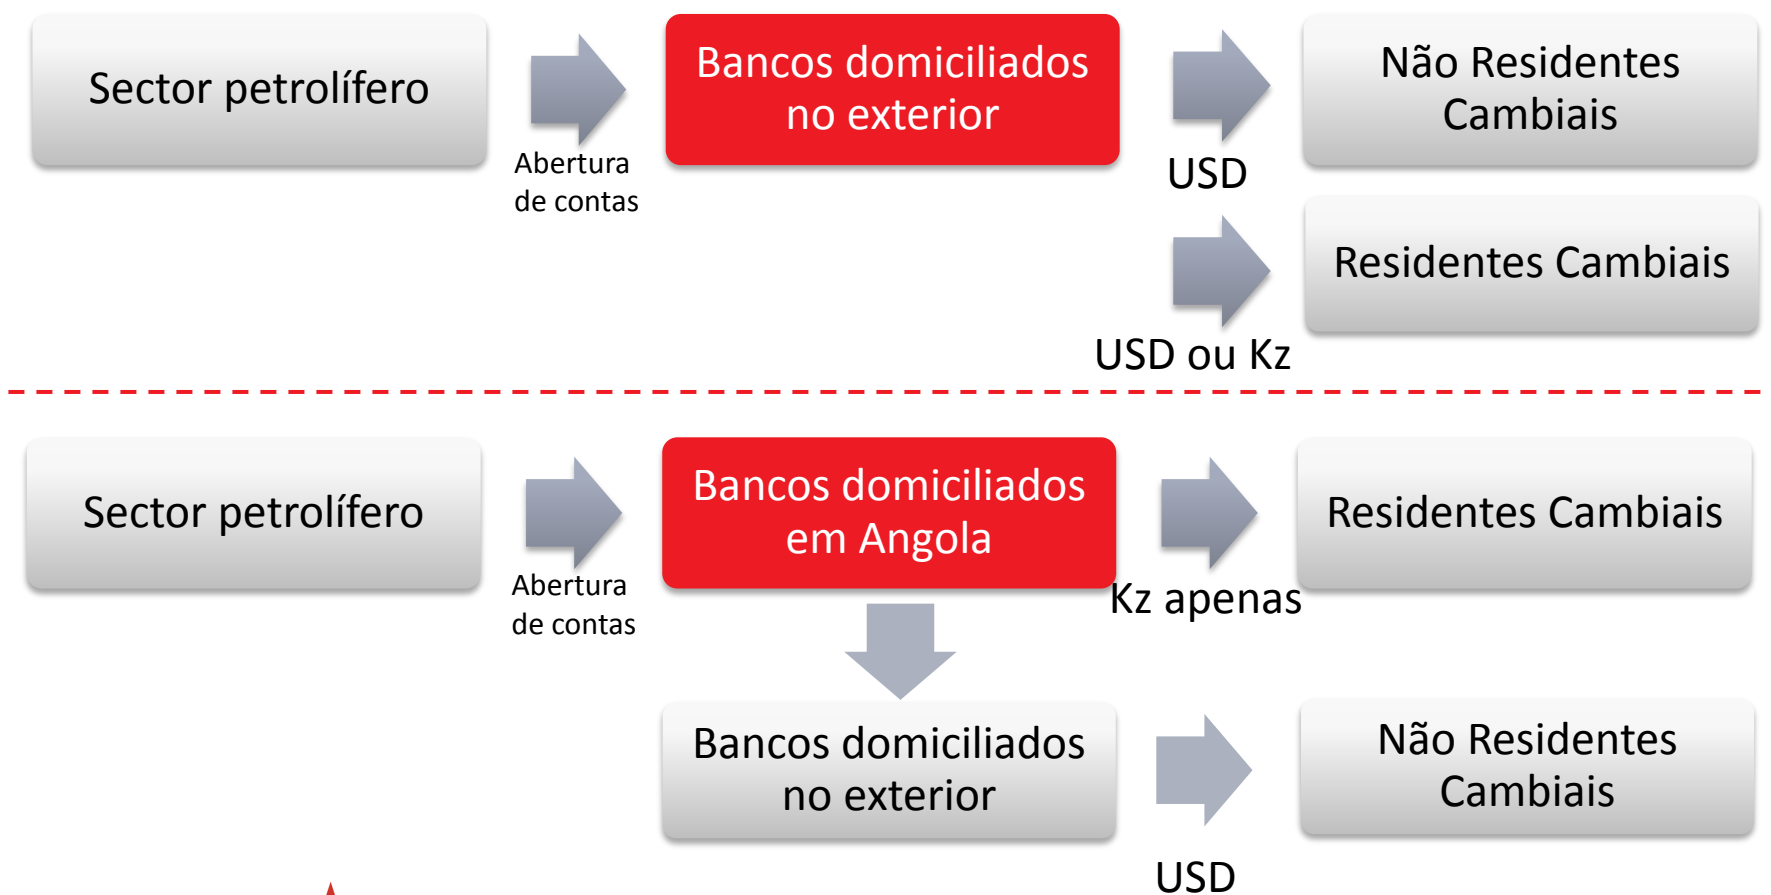 Sector petrolífero
Abertura
de contas
Bancos domiciliados
no exterior
USD
Não Residentes
Cambiais
USD ou Kz
Residentes Cambiais
Sector petrolífero
Abertura
de contas
Bancos domiciliados
em Angola
Kz apenas
Residentes Cambiais
Bancos domiciliados
no exterior
USD
Não Residentes
Cambiais